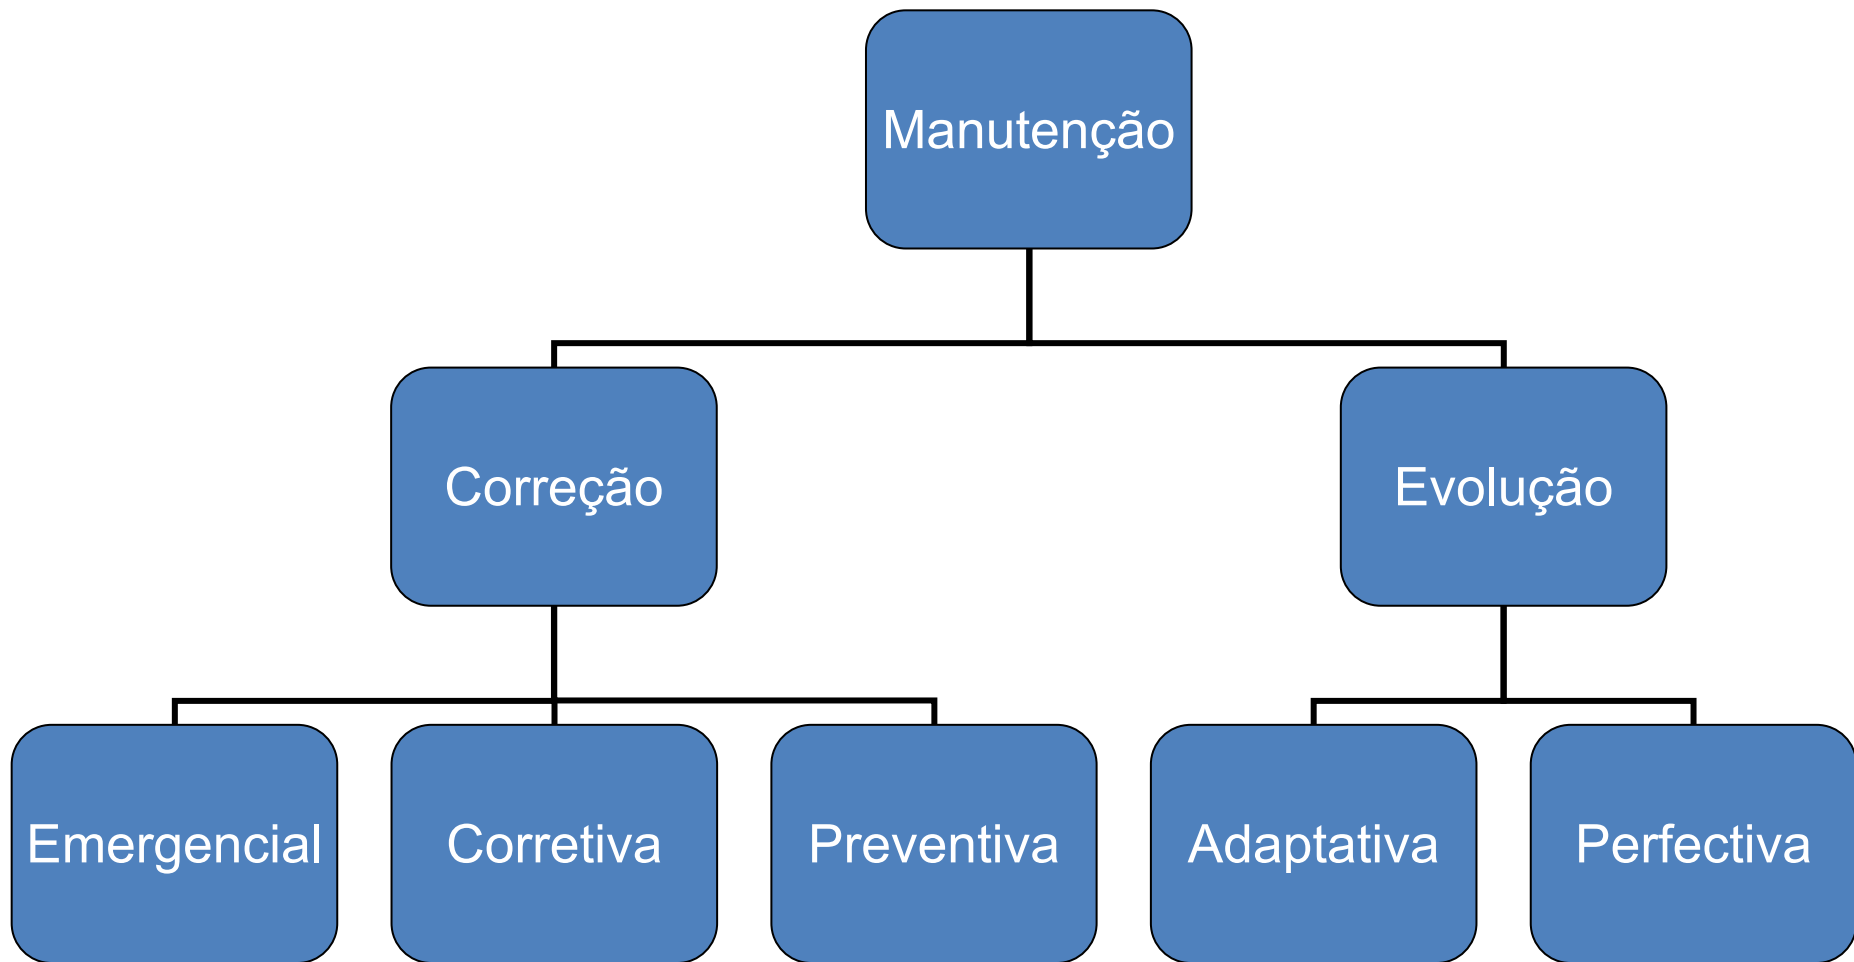 Manutenção
Correção
Evolução
Emergencial
Corretiva
Preventiva
Adaptativa
Perfectiva